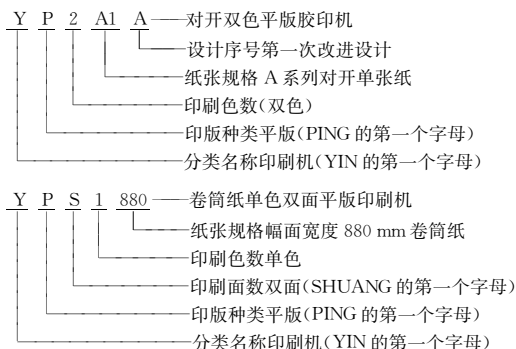 Y P 2 A1 A——对开双色平版胶印机
设计序号第一次改进设计
纸张规格 A 系列对开单张纸
印刷色数(双色)
印版种类平版(PING 的第一个字母)
分类名称印刷机(YIN 的第一个字母)
Y P S 1 880——卷筒纸单色双面平版印刷机
纸张规格幅面宽度 880 mm 卷筒纸
印刷色数单色
印刷面数双面(SHUANG 的第一个字母)
印版种类平版(PING 的第一个字母)
分类名称印刷机(YIN 的第一个字母)